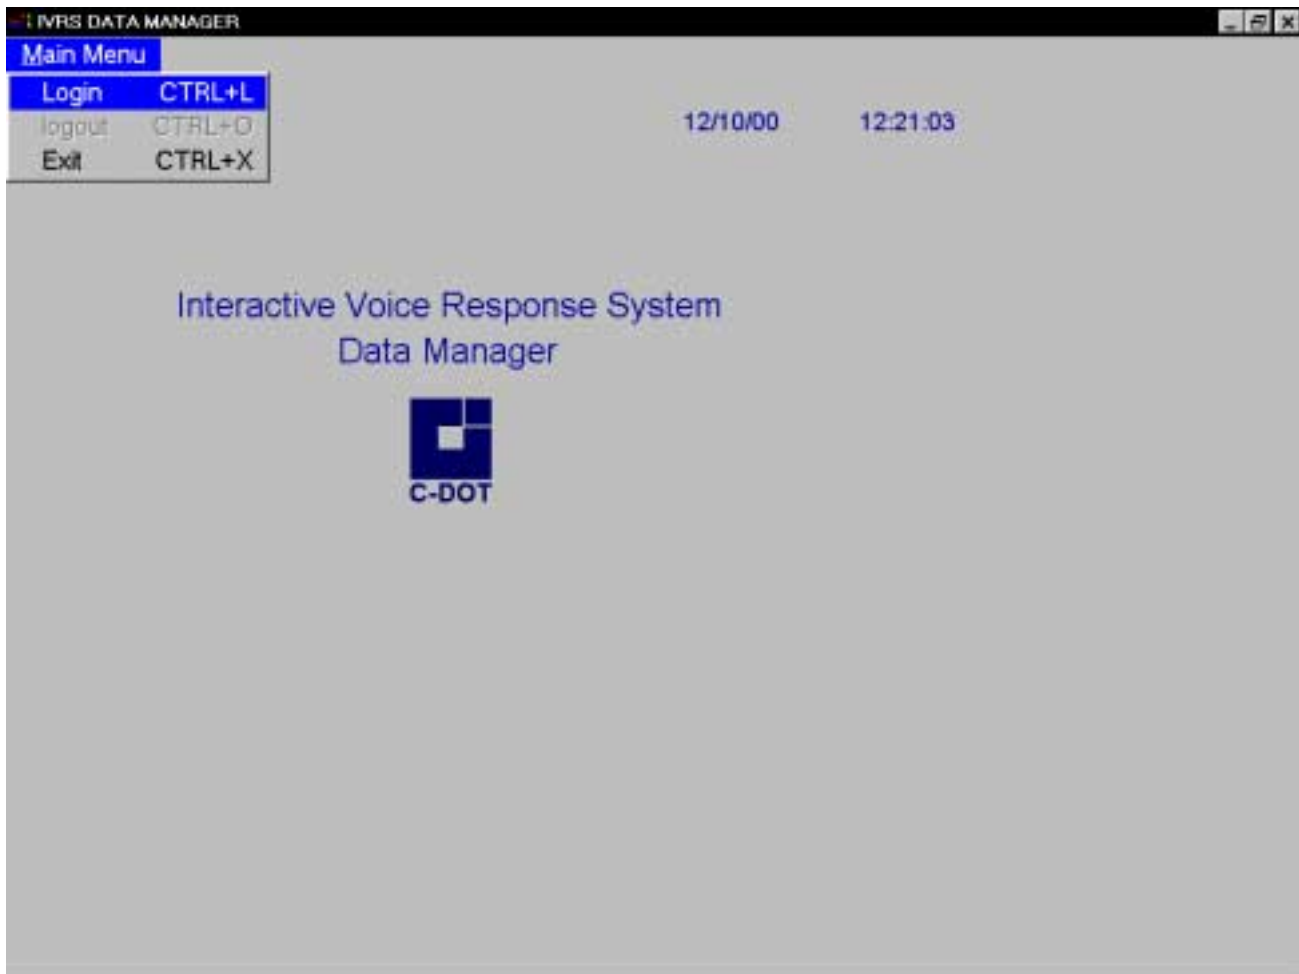 IVRS DATA MANAGER
Main Menu
Login CTRL+L
logout CTRL+O
Exit CTRL+X
12/10/00 12:21:03
Interactive Voice Response System
Data Manager
C-DOT